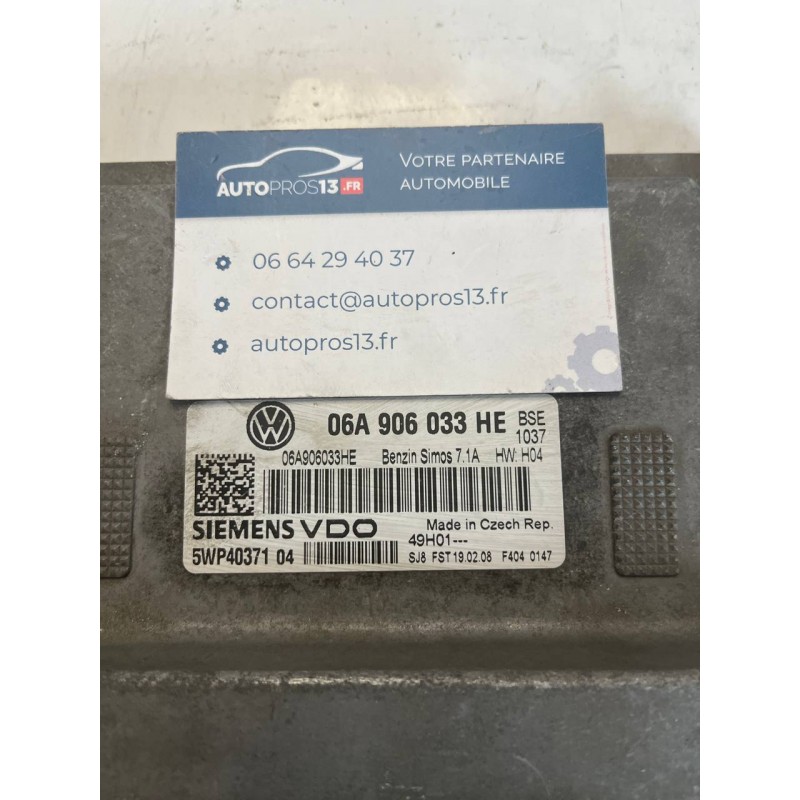 AUTOPROS13.FR
VOTRE PARTENAIRE
AUTOMOBILE
06 64 29 40 37
contact@autopros13.fr
autopros13.fr
VW 06A 906 033 HE BSE
1037
06A906033HE Benzin Simos 7.1A HW: H04
SIEMENS VDO Made in Czech Rep.
49H01---
5WP40371 04 SJ8 FST 19.02.08 F404 0147